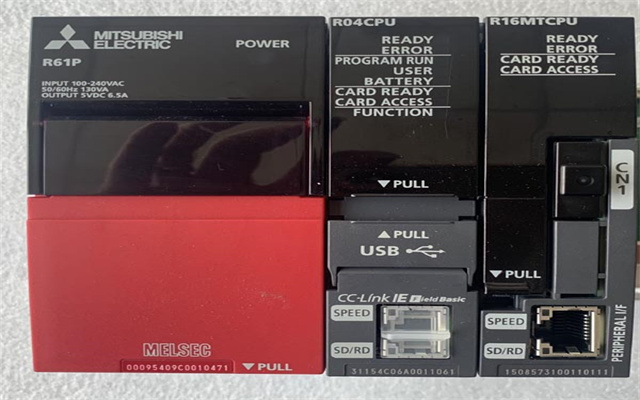 MITSUBISHI
ELECTRIC
POWER
R61P
INPUT 100-240VAC
50/60Hz 130VA
OUTPUT 5VDC 6.5A
MELSEC
00095409C0010471
▼PULL
R04CPU
READY
ERROR
PROGRAM RUN
USER
BATTERY
CARD READY
CARD ACCESS
FUNCTION
▼PULL
▲PULL
USB
CC-Link IE Field Basic
SPEED
SD/RD
31154C06A0011061
R16MTCPU
READY
ERROR
CARD READY
CARD ACCESS
CN1
▼PULL
SPEED
SD/RD
PERIPHERAL I/F
1508573100110111